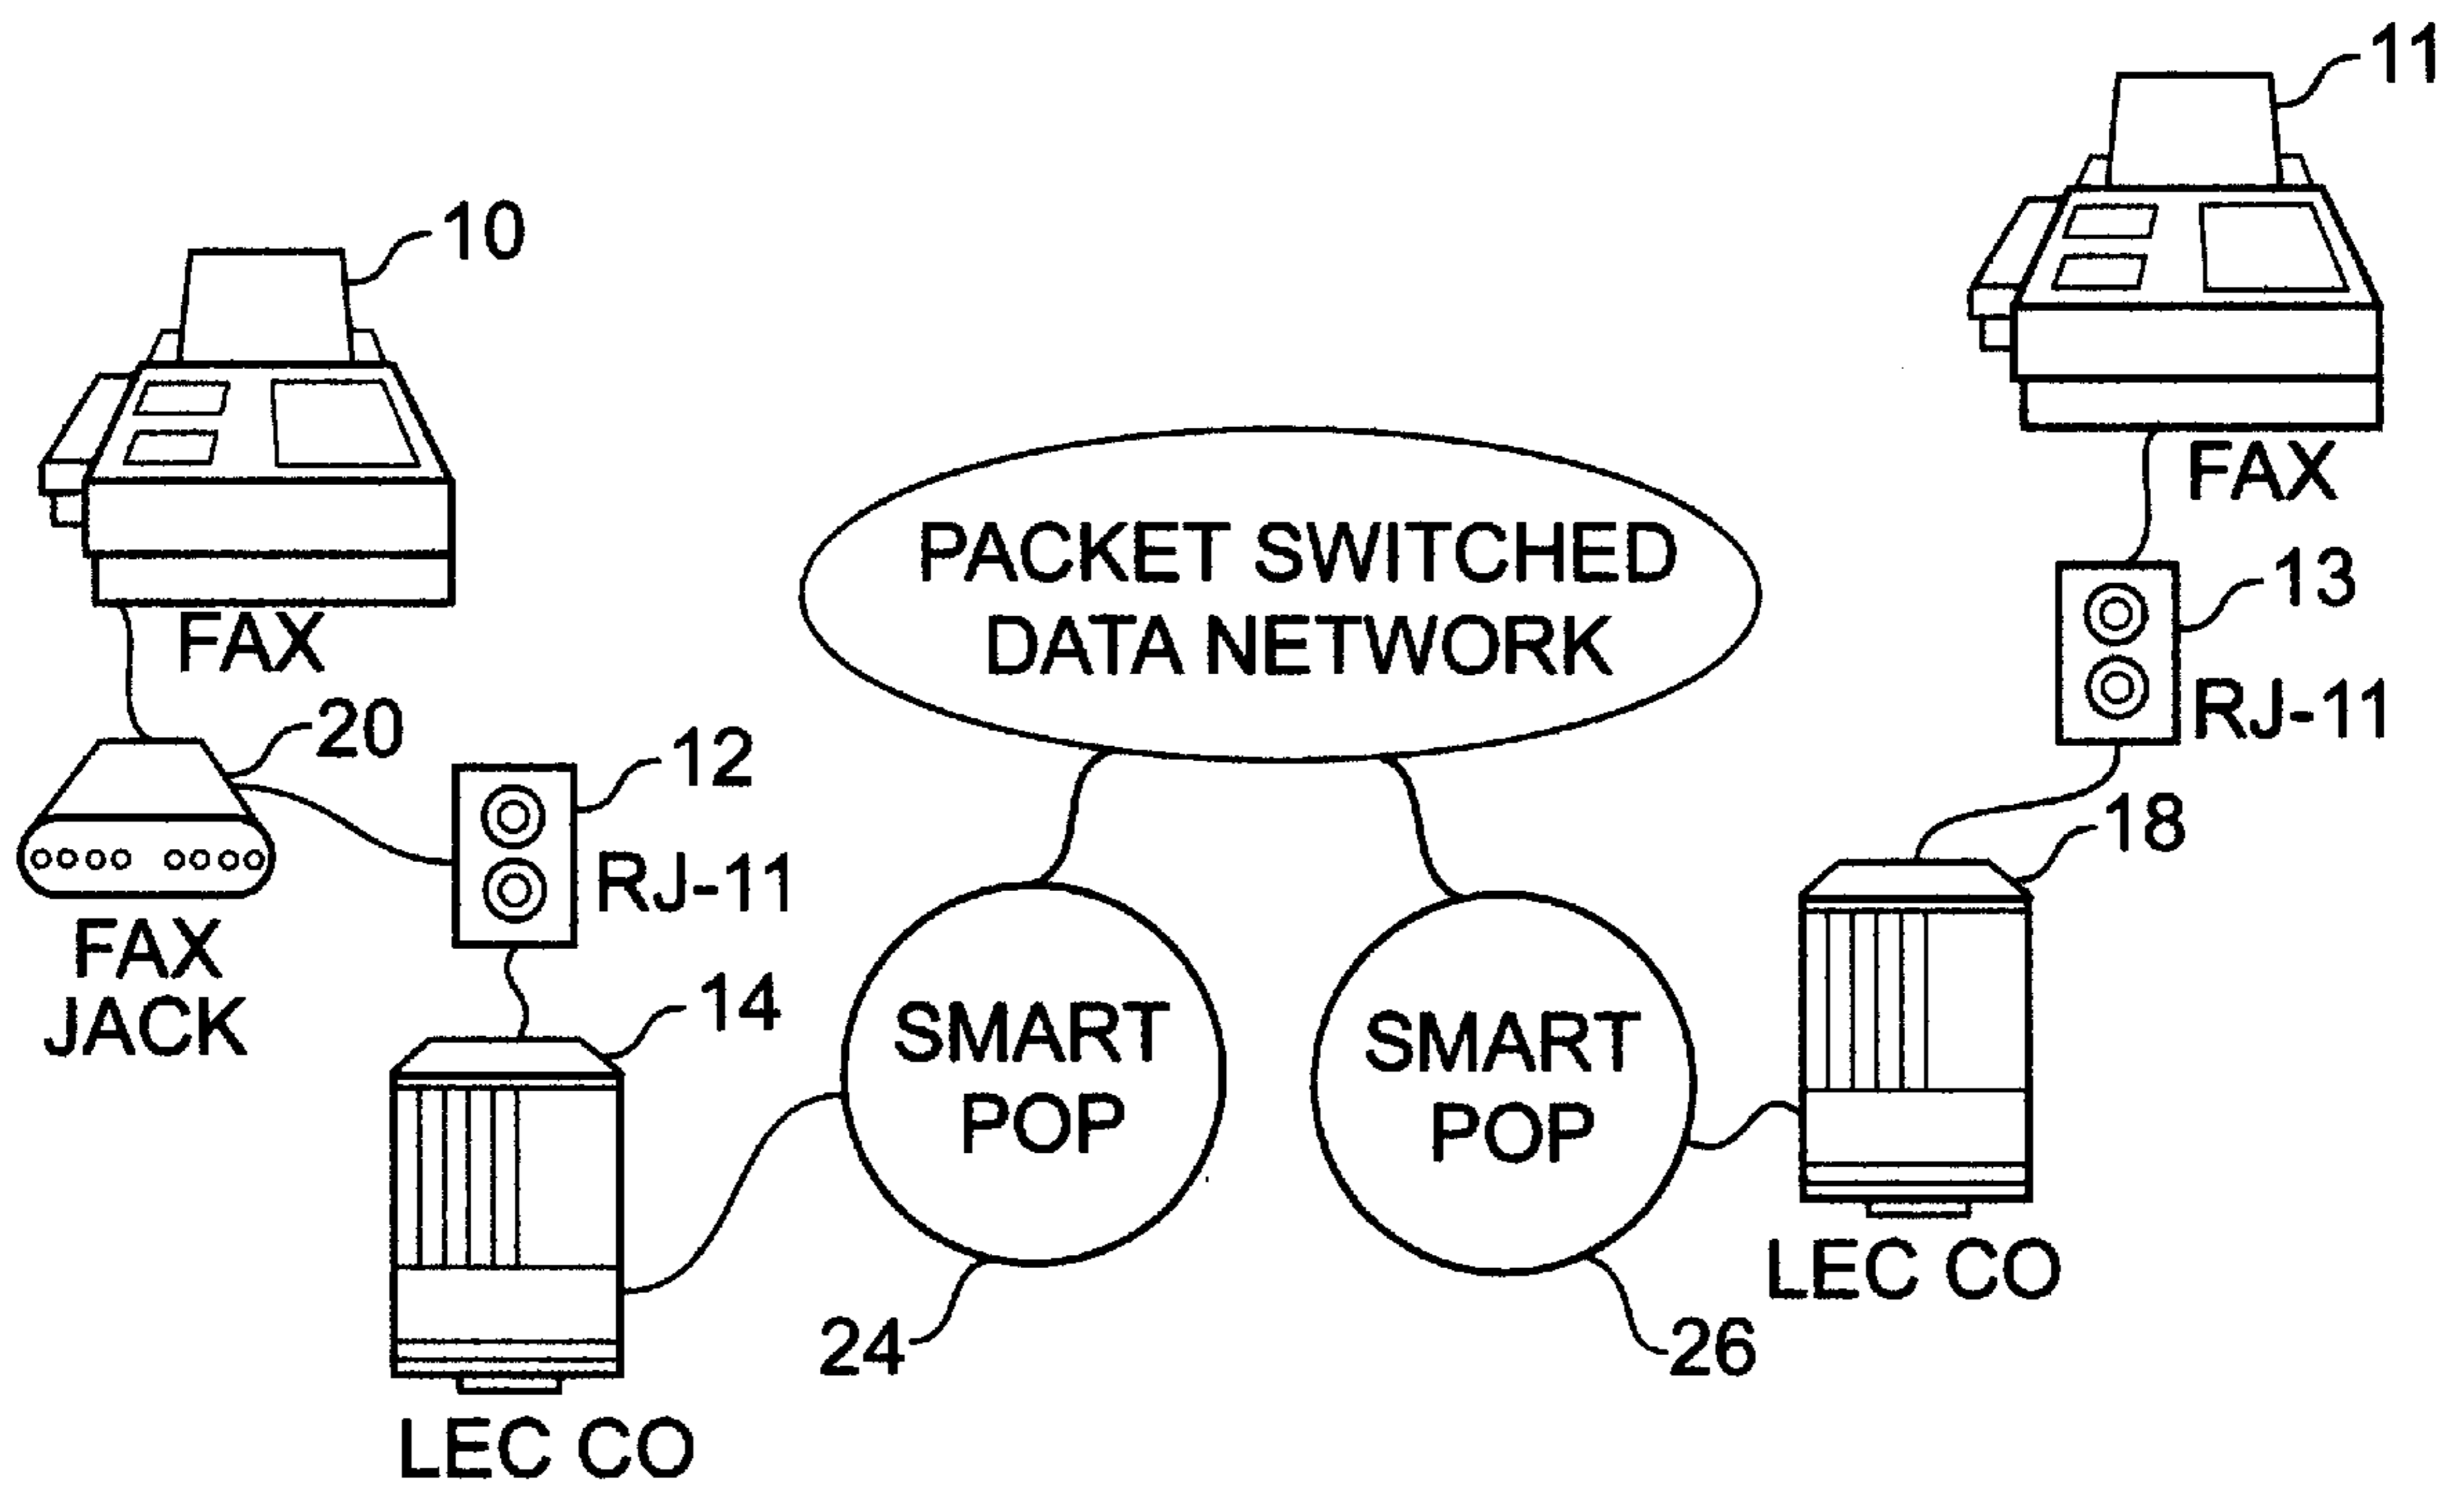 11
10
FAX
PACKET SWITCHED
DATA NETWORK
13
FAX
RJ-11
20
12
18
RJ-11
FAX
JACK
14
SMART
POP
SMART
POP
LEC CO
24
26
LEC CO